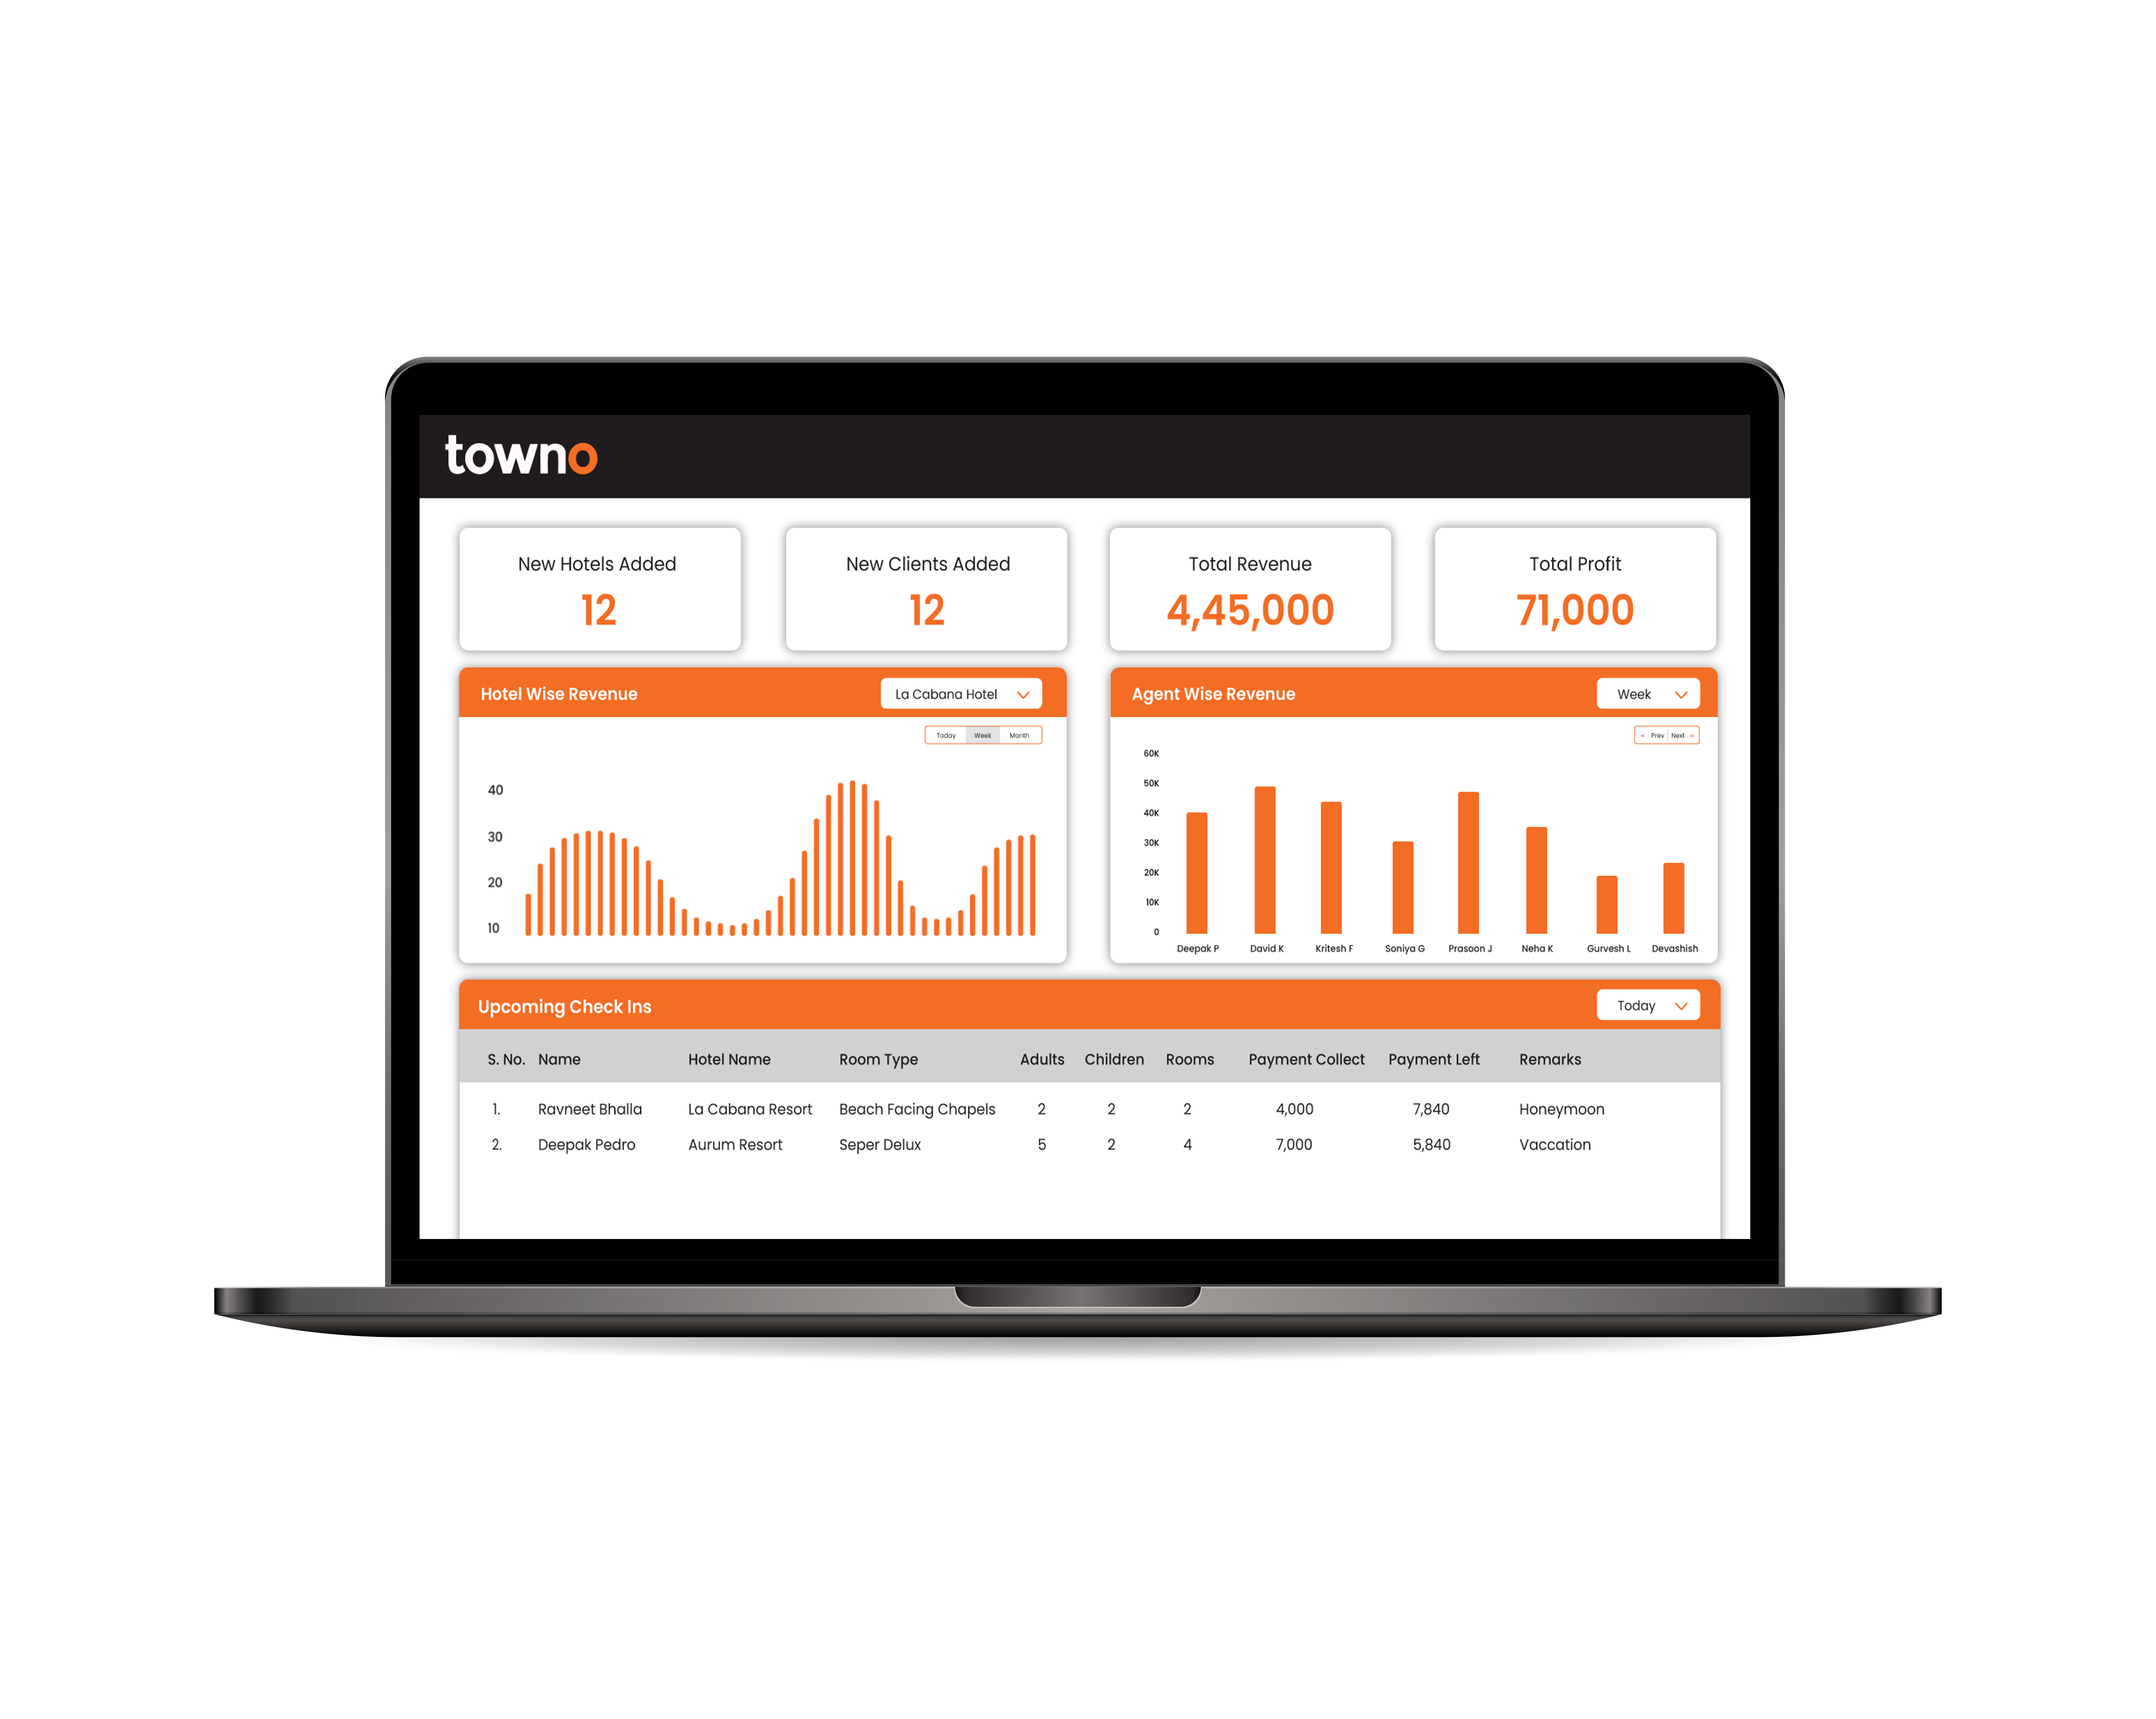 towno
New Hotels Added
12
New Clients Added
12
Total Revenue
4,45,000
Total Profit
71,000
Hotel Wise Revenue
La Cabana Hotel
Today Week Month
40
30
20
10
Agent Wise Revenue
Week
« Prev Next »
60K
50K
40K
30K
20K
10K
0
Deepak P David K Kritesh F Soniya G Prasoon J Neha K Gurvesh L Devashish
Upcoming Check Ins
Today
S. No. Name Hotel Name Room Type Adults Children Rooms Payment Collect Payment Left Remarks
1. Ravneet Bhalla La Cabana Resort Beach Facing Chapels 2 2 2 4,000 7,840 Honeymoon
2. Deepak Pedro Aurum Resort Seper Delux 5 2 4 7,000 5,840 Vaccation